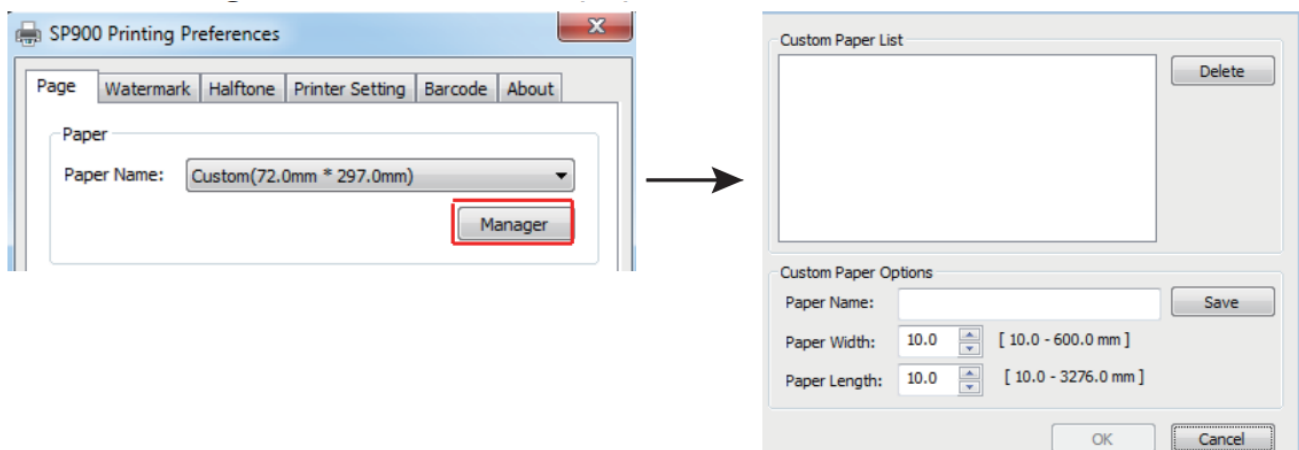 SP900 Printing Preferences
Page Watermark Halftone Printer Setting Barcode About
Paper
Paper Name: Custom(72.0mm * 297.0mm)
Manager
Custom Paper List
Delete
Custom Paper Options
Paper Name: Save
Paper Width: 10.0 [ 10.0 - 600.0 mm ]
Paper Length: 10.0 [ 10.0 - 3276.0 mm ]
OK Cancel